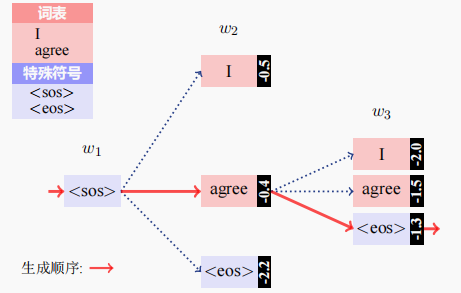 词表
I
agree
特殊符号
<sos>
<eos>
w₁
<sos>
w₂
I -0.5
agree -0.4
<eos> -2.2
w₃
I -2.0
agree -1.5
<eos> -1.3
生成顺序: